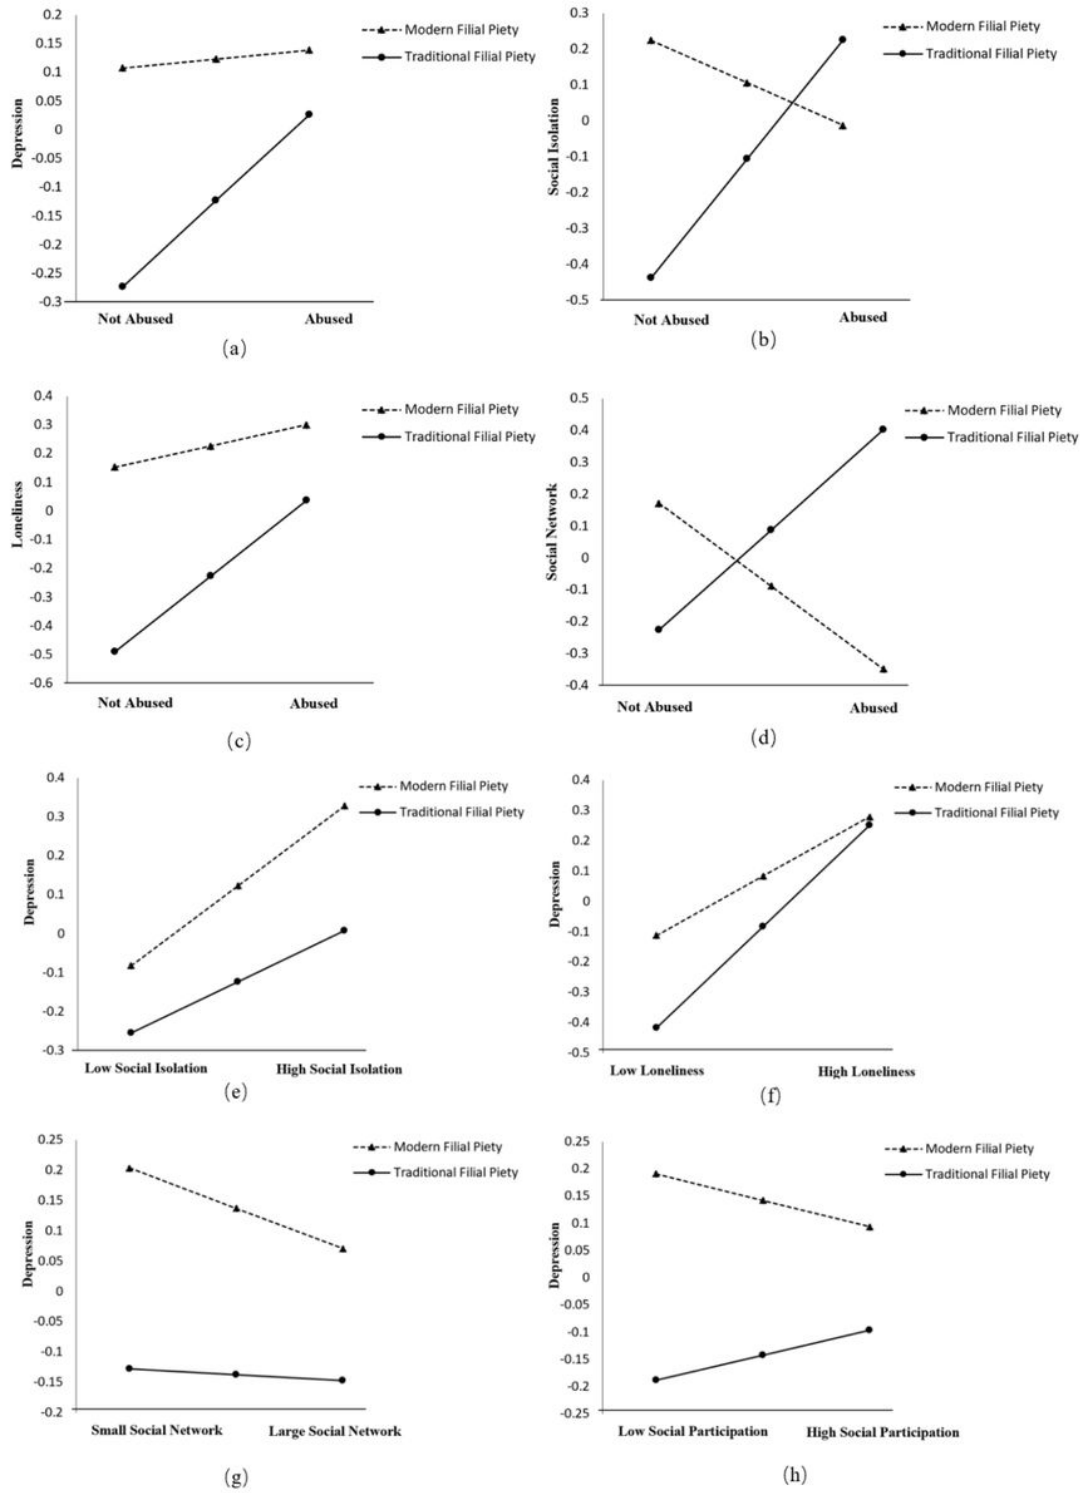 0.2
0.15
0.1
0.05
0
-0.05
-0.1
-0.15
-0.2
-0.25
-0.3
Depression
Modern Filial Piety
Traditional Filial Piety
Not Abused Abused
(a)
0.3
0.2
0.1
0
-0.1
-0.2
-0.3
-0.4
-0.5
Social Isolation
Modern Filial Piety
Traditional Filial Piety
Not Abused Abused
(b)
0.4
0.3
0.2
0.1
0
-0.1
-0.2
-0.3
-0.4
-0.5
-0.6
Loneliness
Modern Filial Piety
Traditional Filial Piety
Not Abused Abused
(c)
0.5
0.4
0.3
0.2
0.1
0
-0.1
-0.2
-0.3
-0.4
Social Network
Modern Filial Piety
Traditional Filial Piety
Not Abused Abused
(d)
0.4
0.3
0.2
0.1
0
-0.1
-0.2
-0.3
Depression
Modern Filial Piety
Traditional Filial Piety
Low Social Isolation High Social Isolation
(e)
0.4
0.3
0.2
0.1
0
-0.1
-0.2
-0.3
-0.4
-0.5
Depression
Modern Filial Piety
Traditional Filial Piety
Low Loneliness High Loneliness
(f)
0.25
0.2
0.15
0.1
0.05
0
-0.05
-0.1
-0.15
-0.2
Depression
Modern Filial Piety
Traditional Filial Piety
Small Social Network Large Social Network
(g)
0.25
0.2
0.15
0.1
0.05
0
-0.05
-0.1
-0.15
-0.2
-0.25
Depression
Modern Filial Piety
Traditional Filial Piety
Low Social Participation High Social Participation
(h)